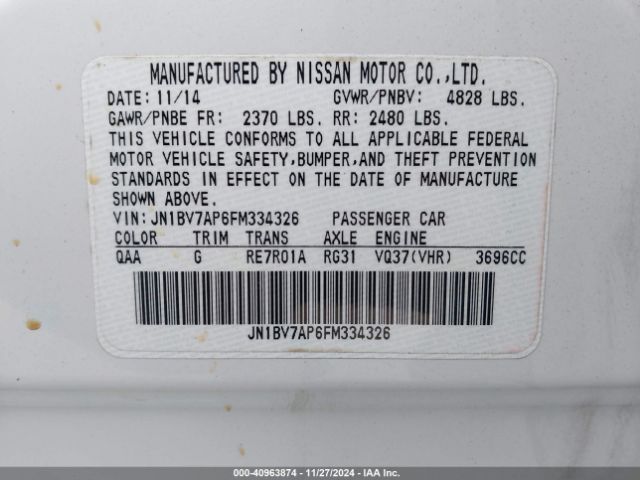 MANUFACTURED BY NISSAN MOTOR CO.,LTD.
DATE: 11/14 GVWR/PNBV: 4828 LBS.
GAWR/PNBE FR: 2370 LBS. RR: 2480 LBS.
THIS VEHICLE CONFORMS TO ALL APPLICABLE FEDERAL
MOTOR VEHICLE SAFETY,BUMPER,AND THEFT PREVENTION
STANDARDS IN EFFECT ON THE DATE OF MANUFACTURE
SHOWN ABOVE.
VIN:JN1BV7AP6FM334326 PASSENGER CAR
COLOR TRIM TRANS AXLE ENGINE
QAA G RE7R01A RG31 VQ37(VHR) 3696CC
JN1BV7AP6FM334326
000-40963874 - 11/27/2024 - IAAI.COM